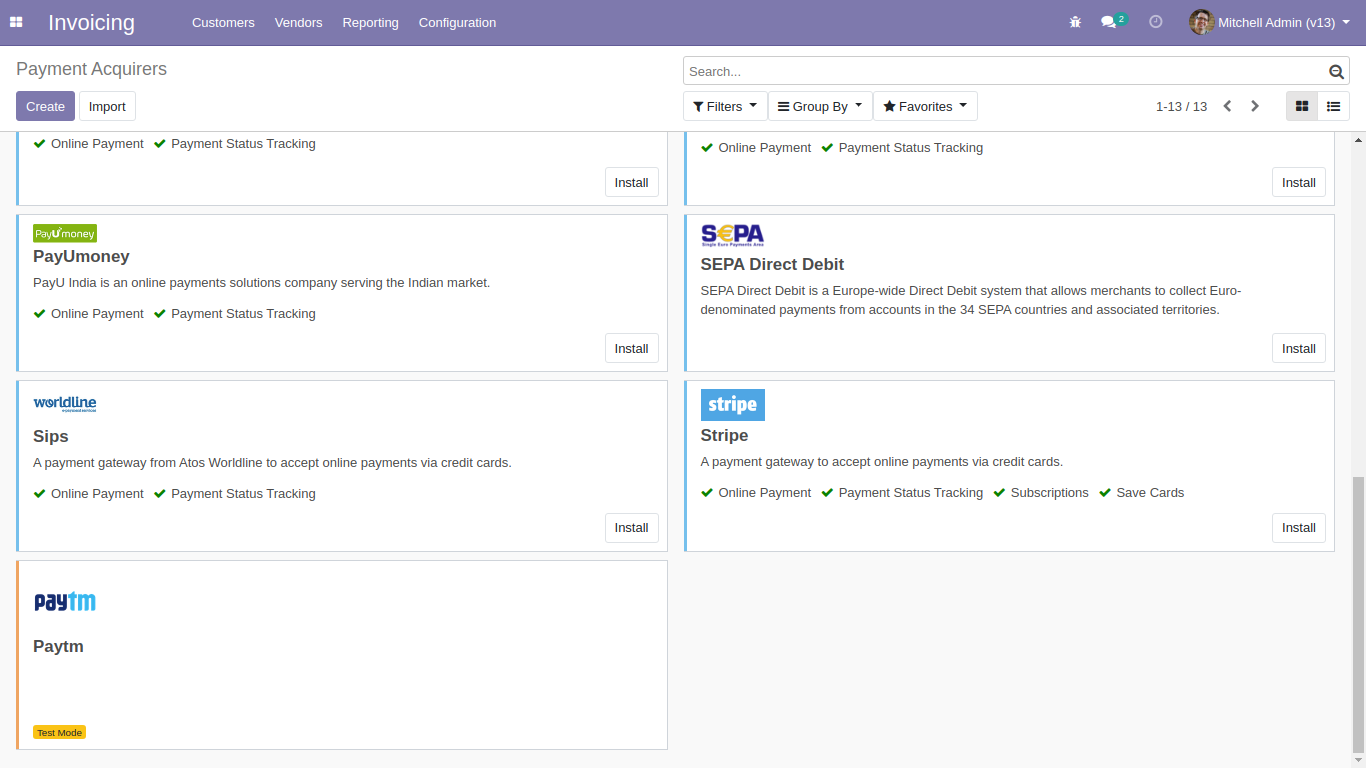 Invoicing
Customers Vendors Reporting Configuration
2
Mitchell Admin (v13)
Payment Acquirers
Search...
Create Import
Filters Group By Favorites
1-13 / 13
Online Payment Payment Status Tracking
Install
Online Payment Payment Status Tracking
Install
PayUmoney
PayUmoney
PayU India is an online payments solutions company serving the Indian market.
Online Payment Payment Status Tracking
Install
S€PA
Single Euro Payments Area
SEPA Direct Debit
SEPA Direct Debit is a Europe-wide Direct Debit system that allows merchants to collect Euro-
denominated payments from accounts in the 34 SEPA countries and associated territories.
Install
worldline
e-payment services
Sips
A payment gateway from Atos Worldline to accept online payments via credit cards.
Online Payment Payment Status Tracking
Install
stripe
Stripe
A payment gateway to accept online payments via credit cards.
Online Payment Payment Status Tracking Subscriptions Save Cards
Install
paytm
Paytm
Test Mode